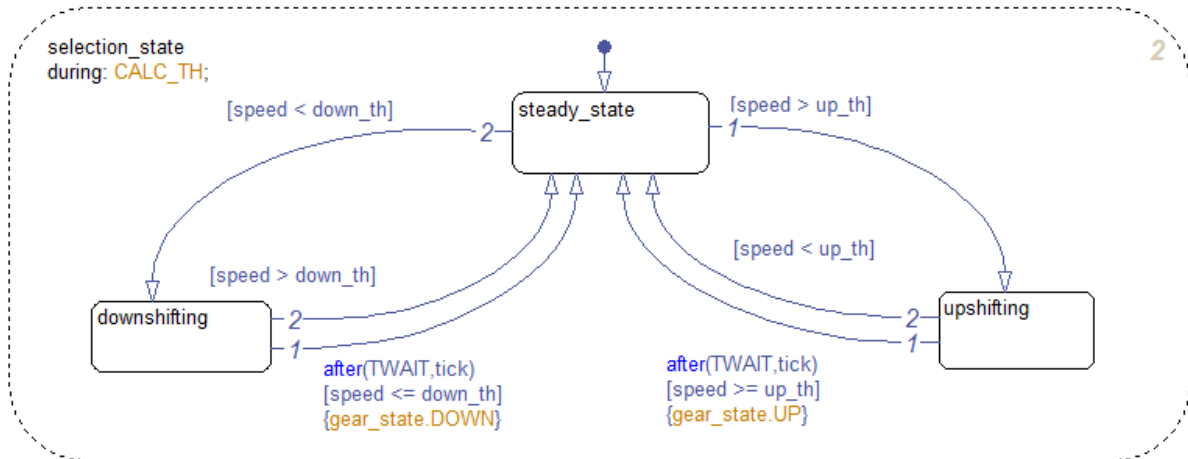 selection_state
during: CALC_TH;
2
[speed < down_th]
2
steady_state
[speed > up_th]
1
[speed > down_th]
[speed < up_th]
downshifting
2
1
2
1
upshifting
after(TWAIT,tick)
[speed <= down_th]
{gear_state.DOWN}
after(TWAIT,tick)
[speed >= up_th]
{gear_state.UP}